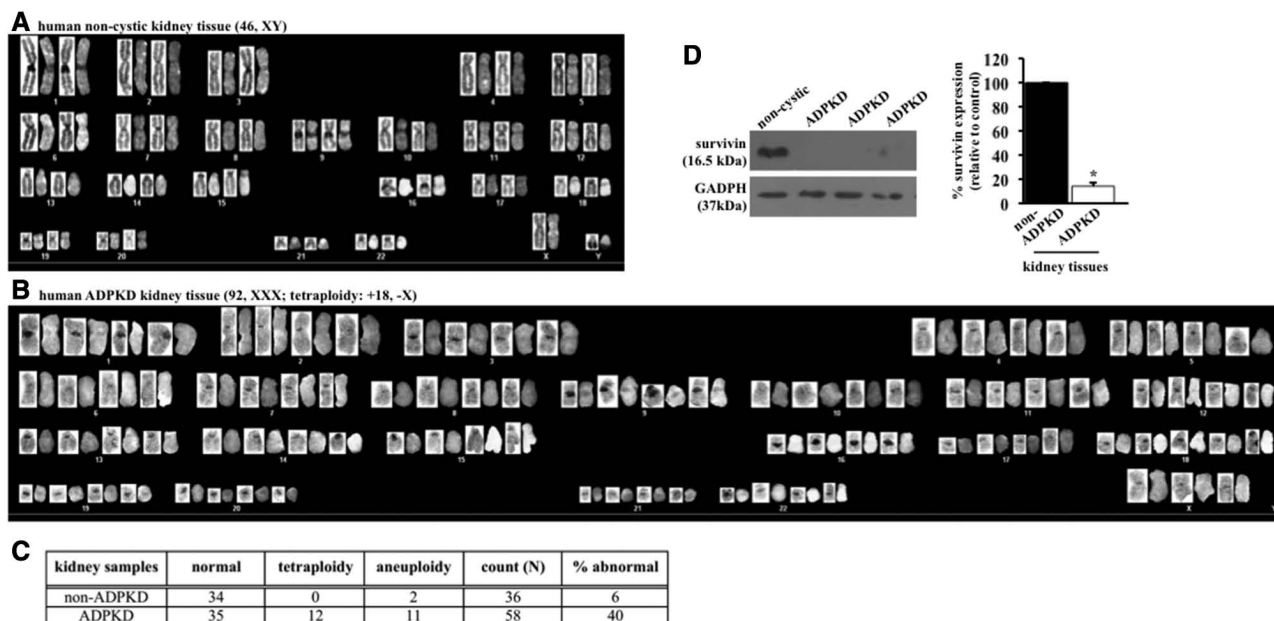 A human non-cystic kidney tissue (46, XY)
1 2 3 4 5
6 7 8 9 10 11 12
13 14 15 16 17 18
19 20 21 22 X Y
B human ADPKD kidney tissue (92, XXX; tetraploidy: +18, -X)
1 2 3 4 5
6 7 8 9 10 11 12
13 14 15 16 17 18
19 20 21 22 X Y
C
kidney samples normal tetraploidy aneuploidy count (N) % abnormal
non-ADPKD 34 0 2 36 6
ADPKD 35 12 11 58 40
D
non-cystic ADPKD ADPKD ADPKD
survivin
(16.5 kDa)
GADPH
(37kDa)
% survivin expression
(relative to control)
120
100
80
60
40
20
0
*
non-
ADPKD
ADPKD
kidney tissues